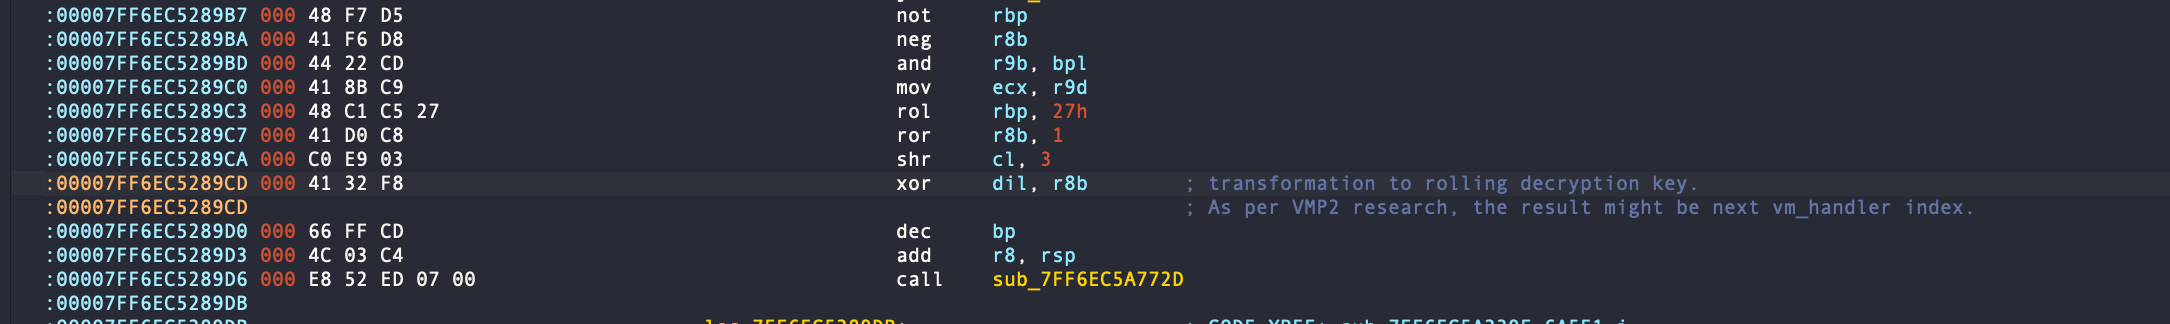 :00007FF6EC5289B7 000 48 F7 D5 not rbp
:00007FF6EC5289BA 000 41 F6 D8 neg r8b
:00007FF6EC5289BD 000 44 22 CD and r9b, bpl
:00007FF6EC5289C0 000 41 8B C9 mov ecx, r9d
:00007FF6EC5289C3 000 48 C1 C5 27 rol rbp, 27h
:00007FF6EC5289C7 000 41 D0 C8 ror r8b, 1
:00007FF6EC5289CA 000 C0 E9 03 shr cl, 3
:00007FF6EC5289CD 000 41 32 F8 xor dil, r8b ; transformation to rolling decryption key.
:00007FF6EC5289CD ; As per VMP2 research, the result might be next vm_handler index.
:00007FF6EC5289D0 000 66 FF CD dec bp
:00007FF6EC5289D3 000 4C 03 C4 add r8, rsp
:00007FF6EC5289D6 000 E8 52 ED 07 00 call sub_7FF6EC5A772D
:00007FF6EC5289DB